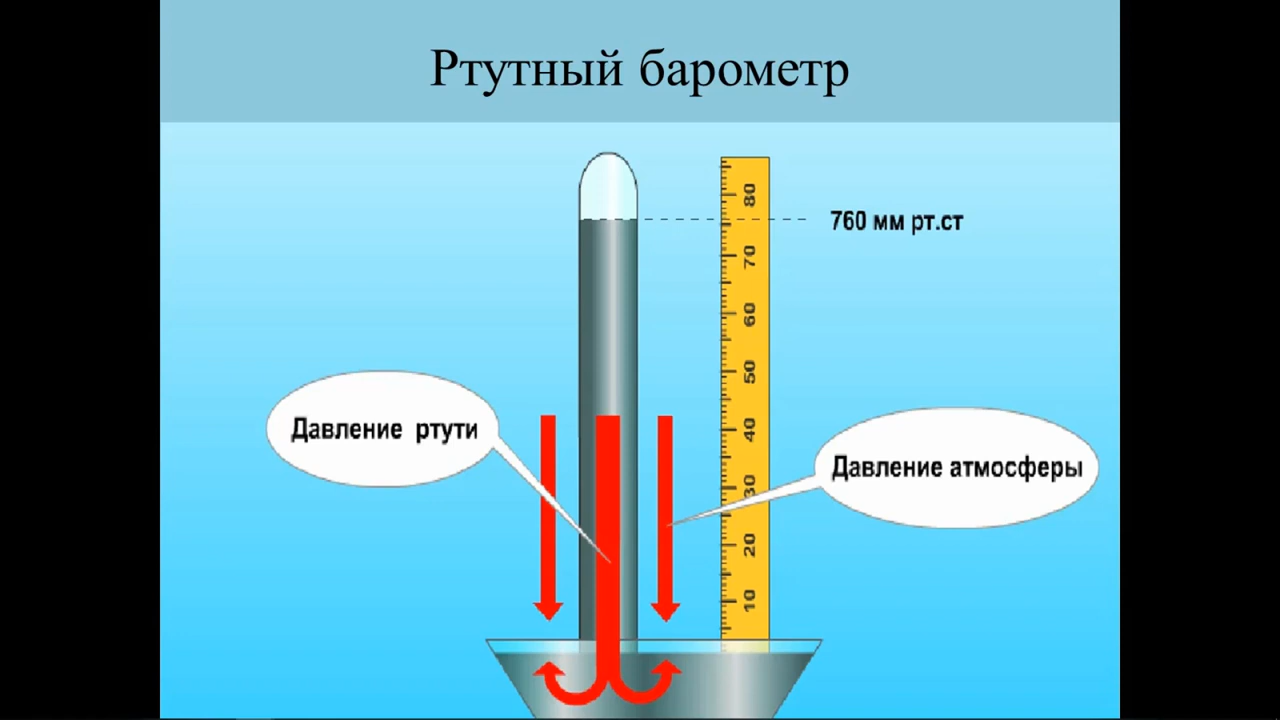 Ртутный барометр
760 мм рт.ст
80
70
60
50
40
30
20
10
Давление ртути
Давление атмосферы